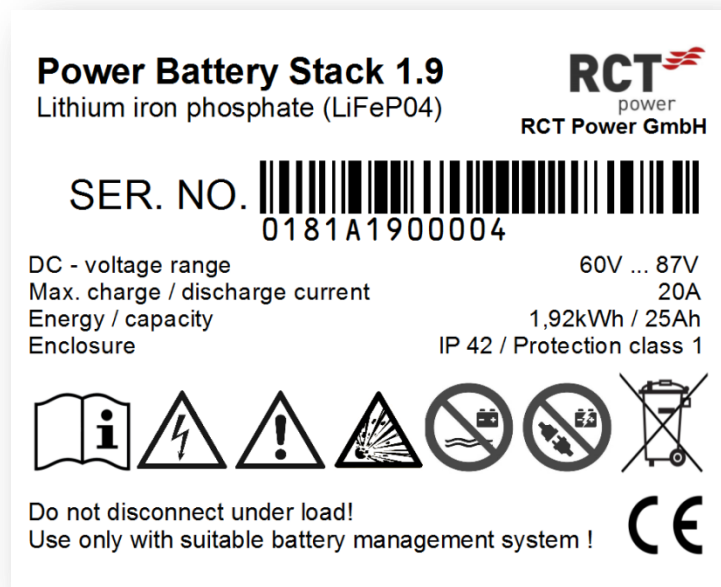 Power Battery Stack 1.9
Lithium iron phosphate (LiFeP04)
RCT
power
RCT Power GmbH
SER. NO.
0181A1900004
DC - voltage range 60V ... 87V
Max. charge / discharge current 20A
Energy / capacity 1,92kWh / 25Ah
Enclosure IP 42 / Protection class 1
Do not disconnect under load!
Use only with suitable battery management system !
CE